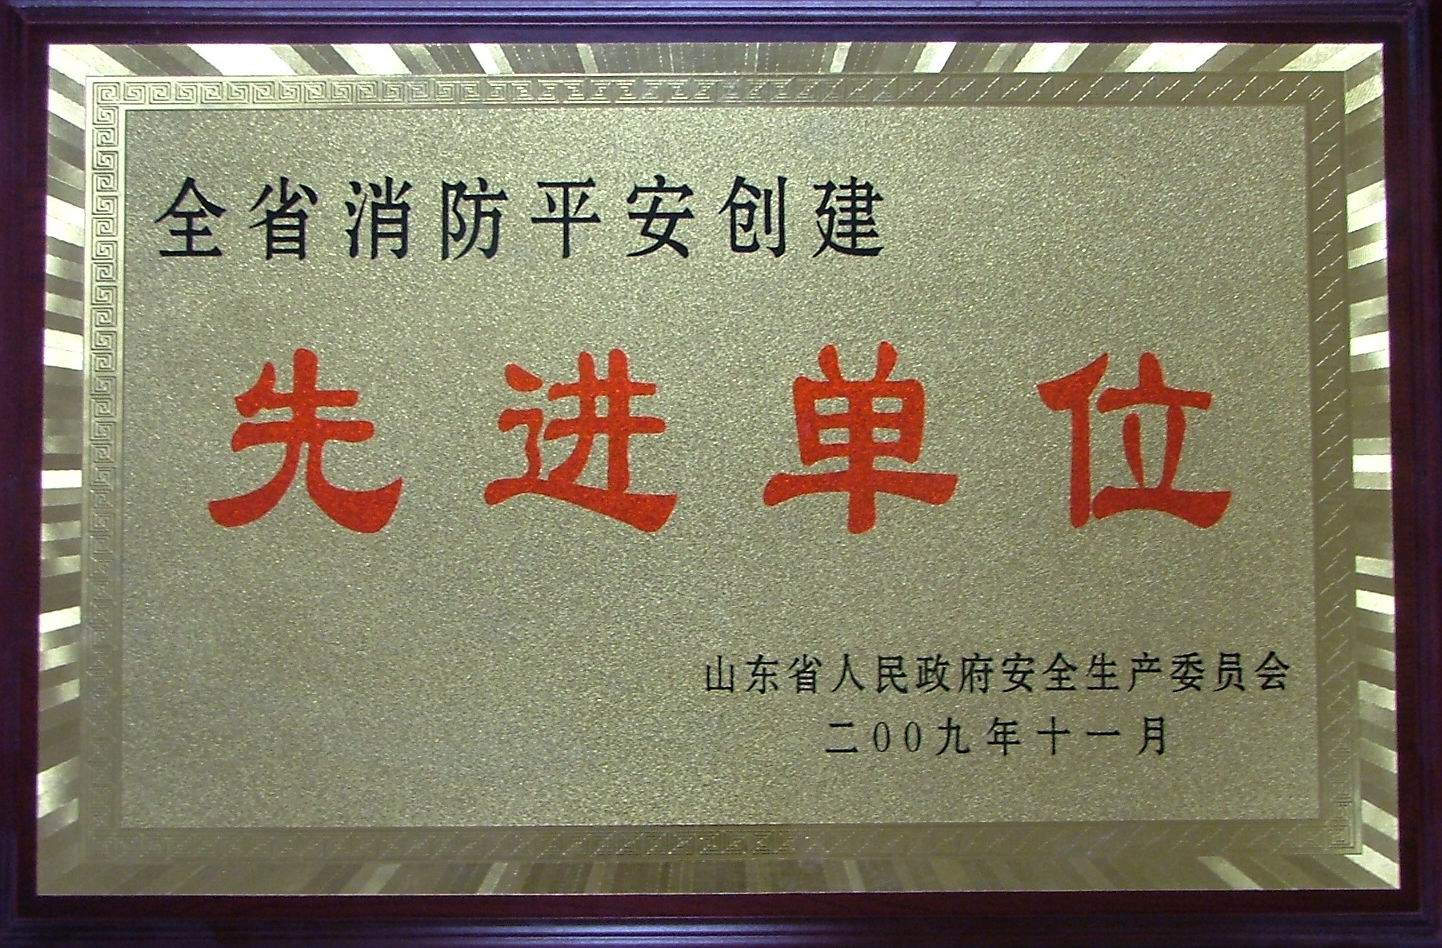 全省消防平安创建
先进单位
山东省人民政府安全生产委员会
二00九年十一月